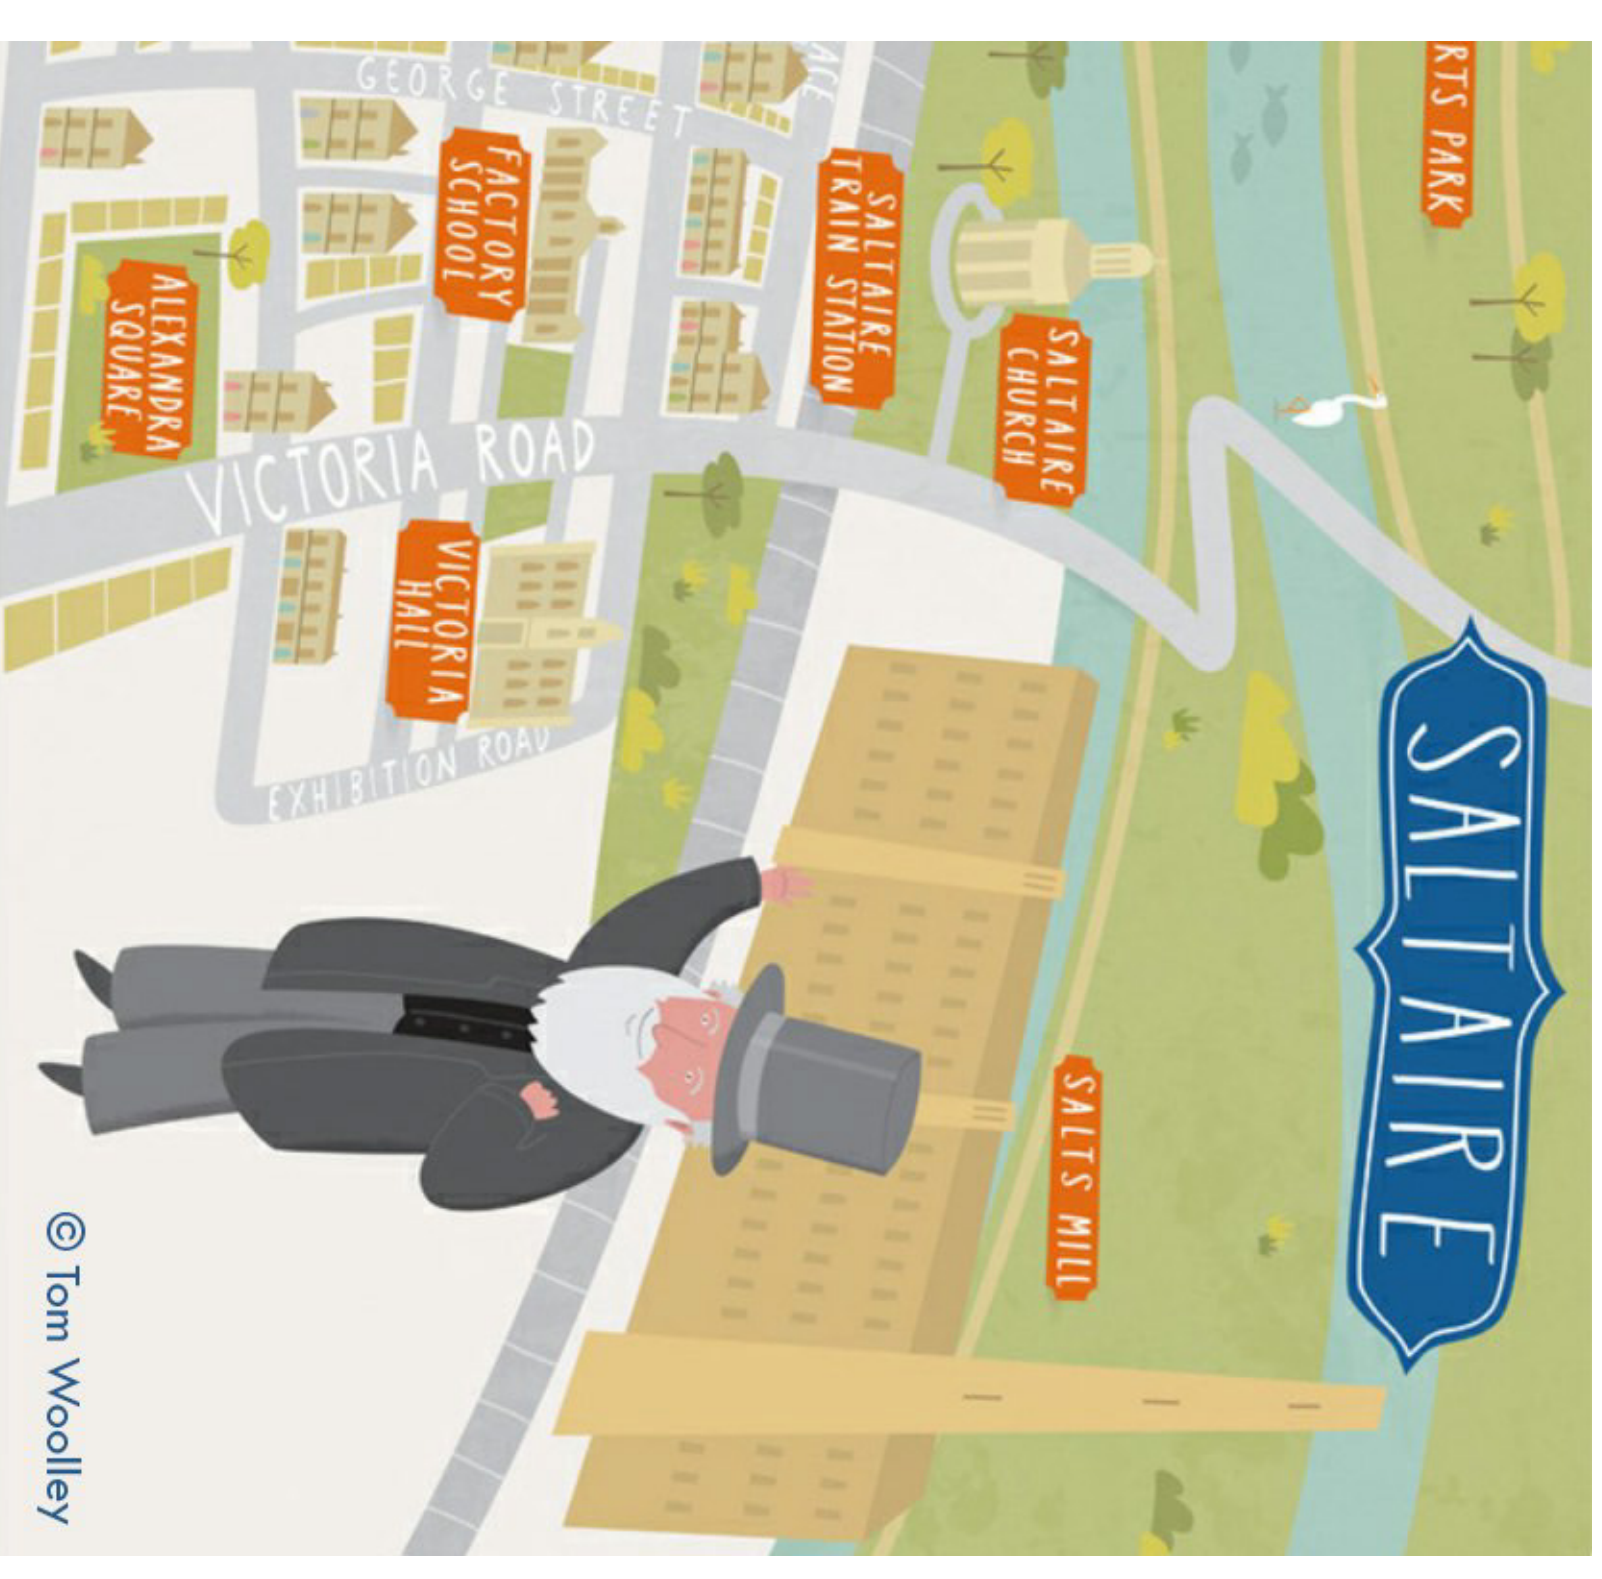 SALTAIRE
RTS PARK
SALTAIRE
CHURCH
SALTS MILL
SALTAIRE
TRAIN STATION
ACE
GEORGE STREET
FACTORY
SCHOOL
VICTORIA ROAD
VICTORIA
HALL
EXHIBITION ROAD
ALEXANDRA
SQUARE
© Tom Woolley